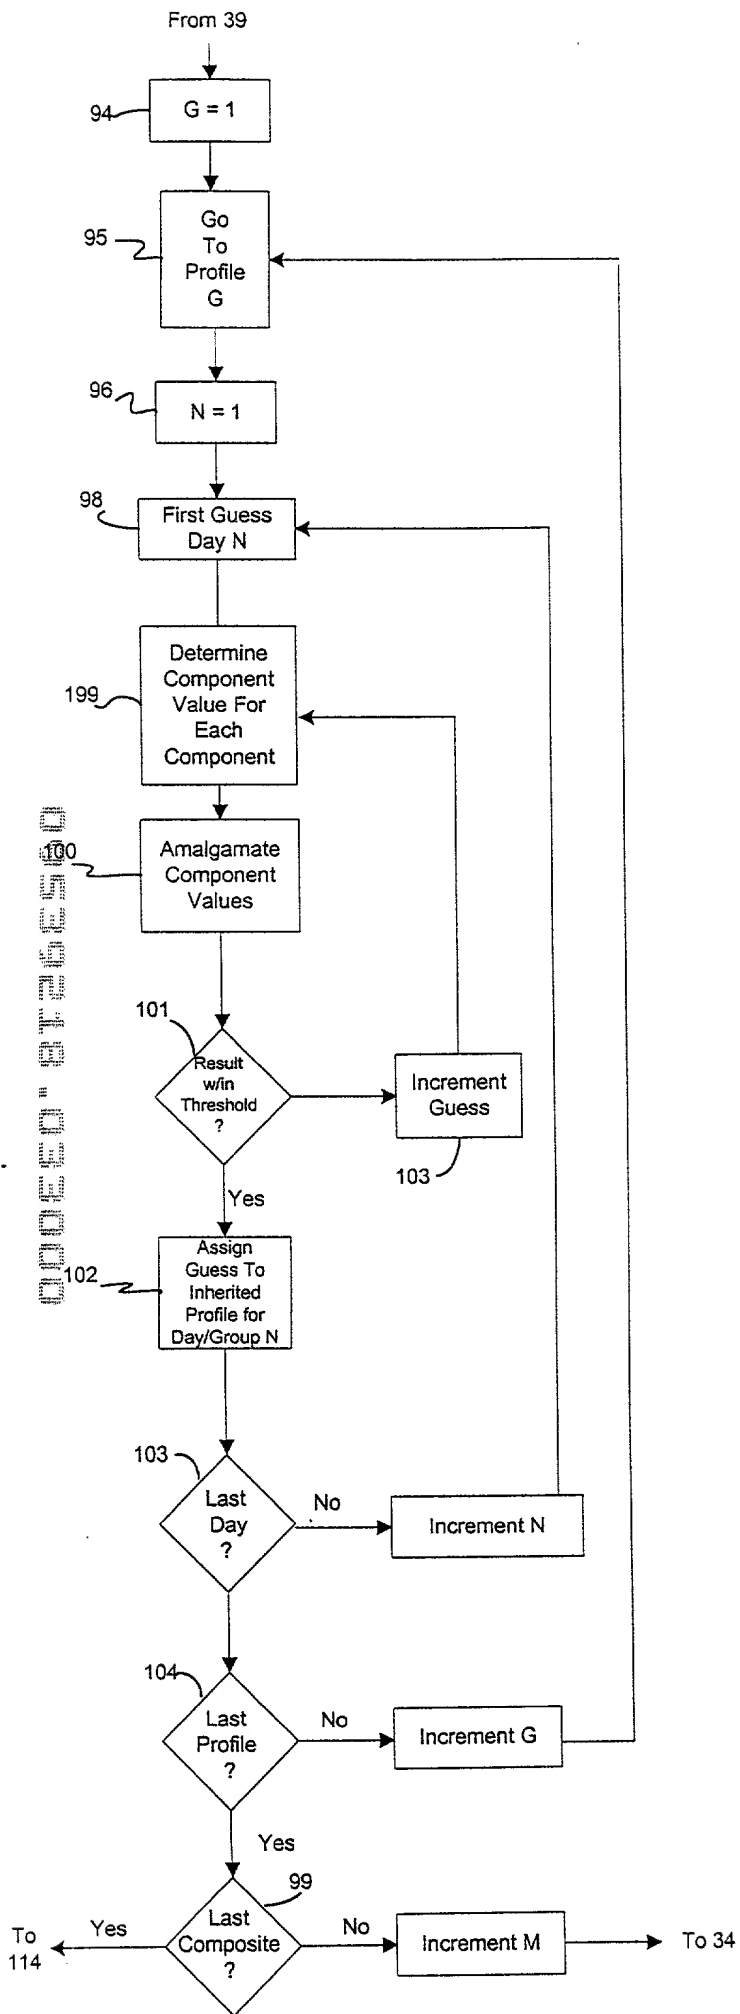 From 39
94
G = 1
95
Go
To
Profile
G
96
N = 1
98
First Guess
Day N
199
Determine
Component
Value For
Each
Component
100
Amalgamate
Component
Values
101
Result
w/in
Threshold
?
Increment
Guess
103
Yes
102
Assign
Guess To
Inherited
Profile for
Day/Group N
103
Last
Day
?
No
Increment N
104
Last
Profile
?
No
Increment G
Yes
99
Last
Composite
?
Yes
To
114
No
Increment M
To 34